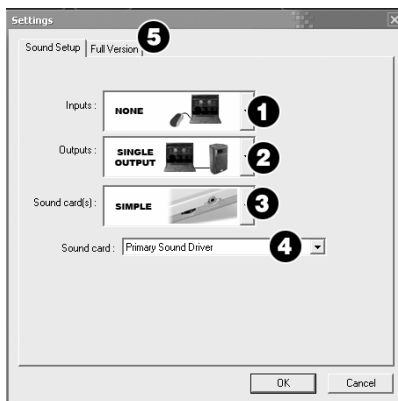 Settings
5
Sound Setup Full Version
Inputs : NONE 1
Outputs : SINGLE OUTPUT 2
Sound card(s) : SIMPLE 3
Sound card : Primary Sound Driver 4
OK Cancel